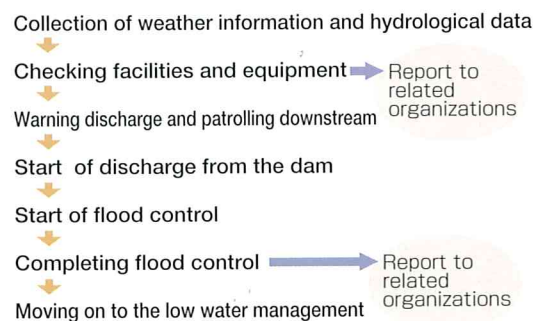 Collection of weather information and hydrological data
Checking facilities and equipment
Report to
related
organizations
Warning discharge and patrolling downstream
Start of discharge from the dam
Start of flood control
Completing flood control
Report to
related
organizations
Moving on to the low water management